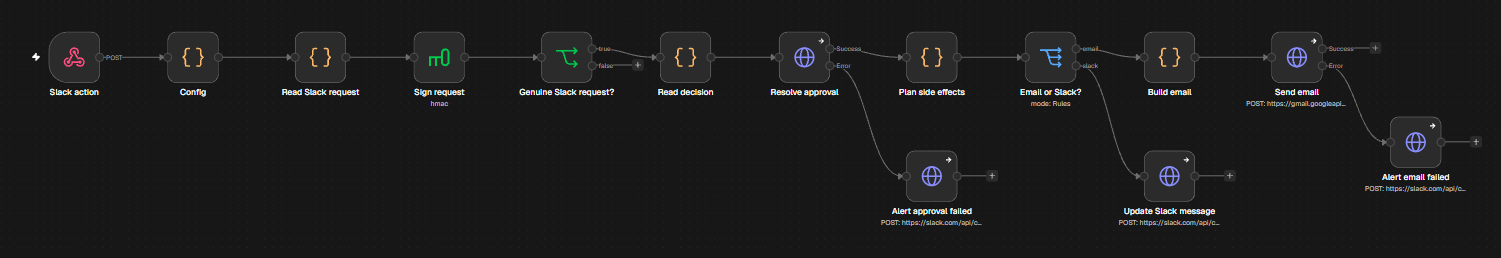 true
Success
email
Success
POST
false
Error
slack
Error
Slack action
Config
Read Slack request
Sign request
hmac
Genuine Slack request?
Read decision
Resolve approval
Plan side effects
Email or Slack?
mode: Rules
Build email
Send email
POST: https://gmail.googleapi...
Alert email failed
POST: https://slack.com/api/c...
Alert approval failed
POST: https://slack.com/api/c...
Update Slack message
POST: https://slack.com/api/c...